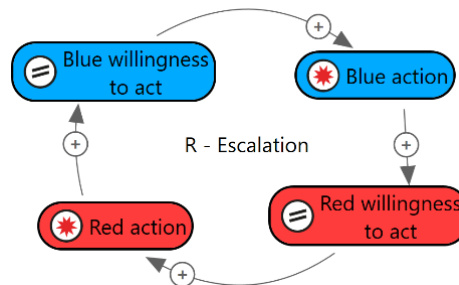 Blue willingness
to act
+
Blue action
+
R - Escalation
+
Red willingness
to act
Red action
+